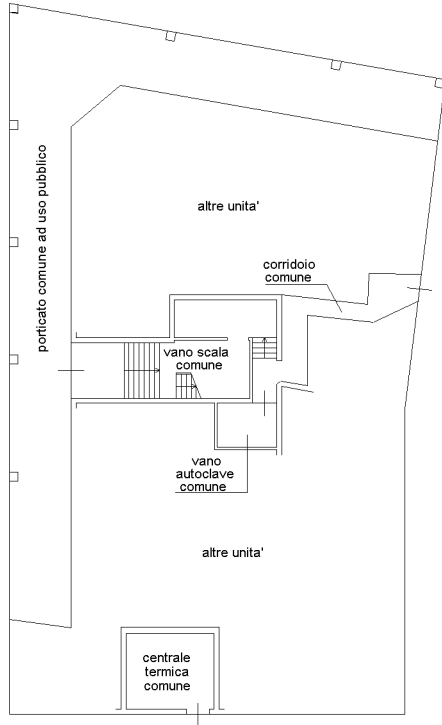 porticato comune ad uso pubblico
altre unita'
corridoio
comune
vano scala
comune
vano
autoclave
comune
altre unita'
centrale
termica
comune